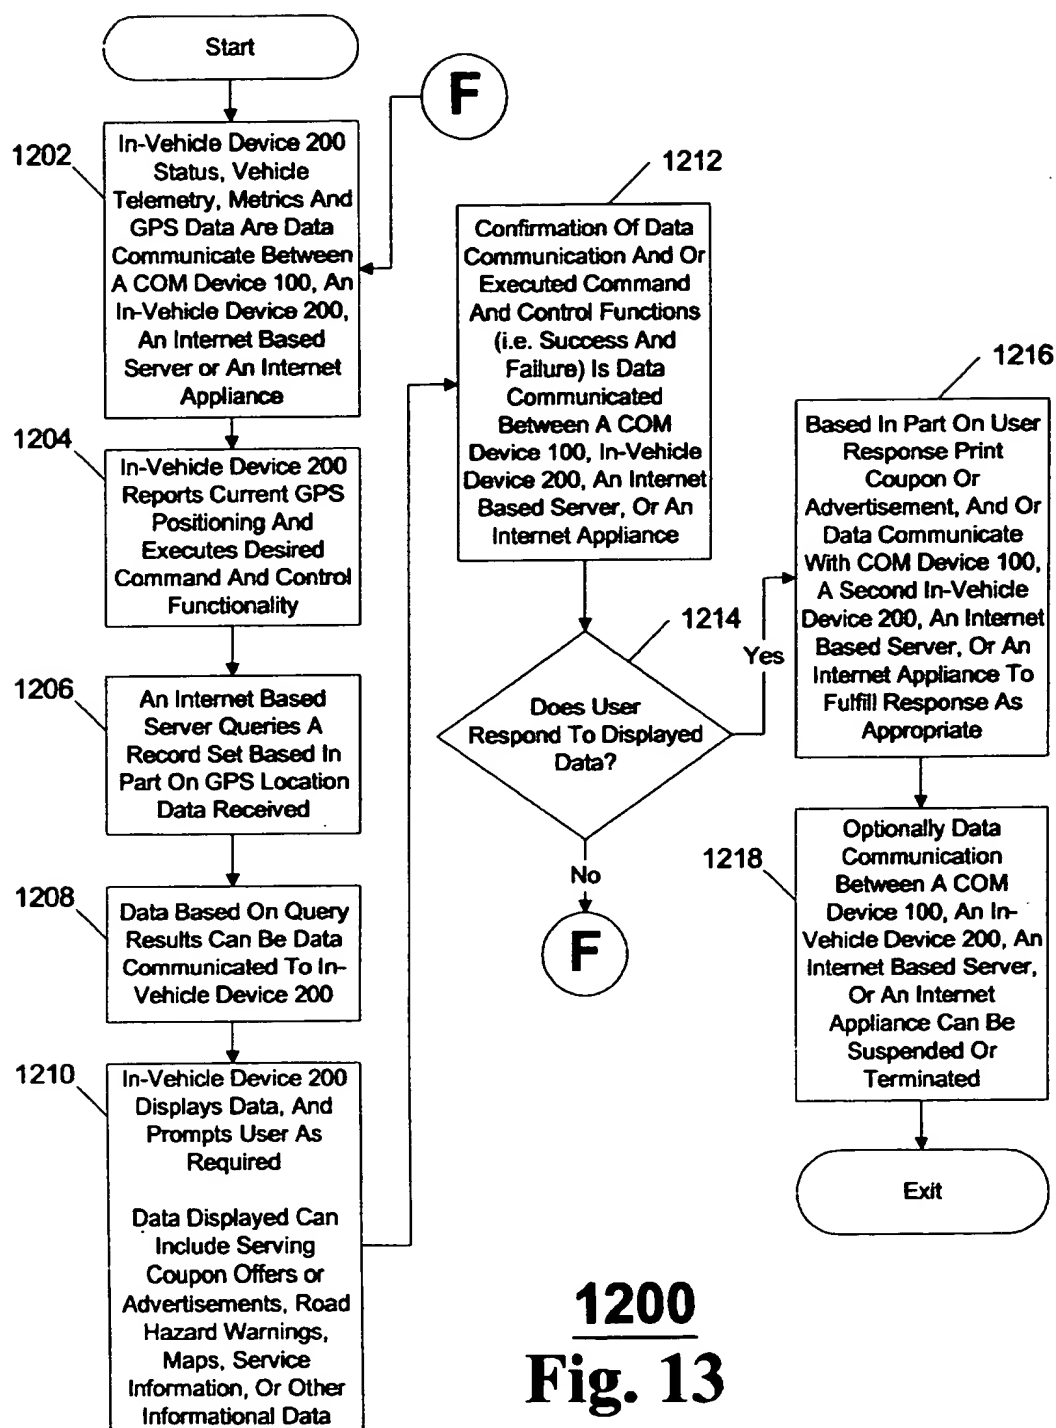 Start
F
1202
In-Vehicle Device 200
Status, Vehicle
Telemetry, Metrics And
GPS Data Are Data
Communicate Between
A COM Device 100, An
In-Vehicle Device 200,
An Internet Based
Server or An Internet
Appliance
1204
In-Vehicle Device 200
Reports Current GPS
Positioning And
Executes Desired
Command And Control
Functionality
1206
An Internet Based
Server Queries A
Record Set Based In
Part On GPS Location
Data Received
1208
Data Based On Query
Results Can Be Data
Communicated To In-
Vehicle Device 200
1210
In-Vehicle Device 200
Displays Data, And
Prompts User As
Required
Data Displayed Can
Include Serving
Coupon Offers or
Advertisements, Road
Hazard Warnings,
Maps, Service
Information, Or Other
Informational Data
1212
Confirmation Of Data
Communication And Or
Executed Command
And Control Functions
(i.e. Success And
Failure) Is Data
Communicated
Between A COM
Device 100, In-Vehicle
Device 200, An Internet
Based Server, Or An
Internet Appliance
1214
Does User
Respond To Displayed
Data?
Yes
No
F
1216
Based In Part On User
Response Print
Coupon Or
Advertisement, And Or
Data Communicate
With COM Device 100,
A Second In-Vehicle
Device 200, An Internet
Based Server, Or An
Internet Appliance To
Fulfill Response As
Appropriate
1218
Optionally Data
Communication
Between A COM
Device 100, An In-
Vehicle Device 200, An
Internet Based Server,
Or An Internet
Appliance Can Be
Suspended Or
Terminated
Exit
1200
Fig. 13